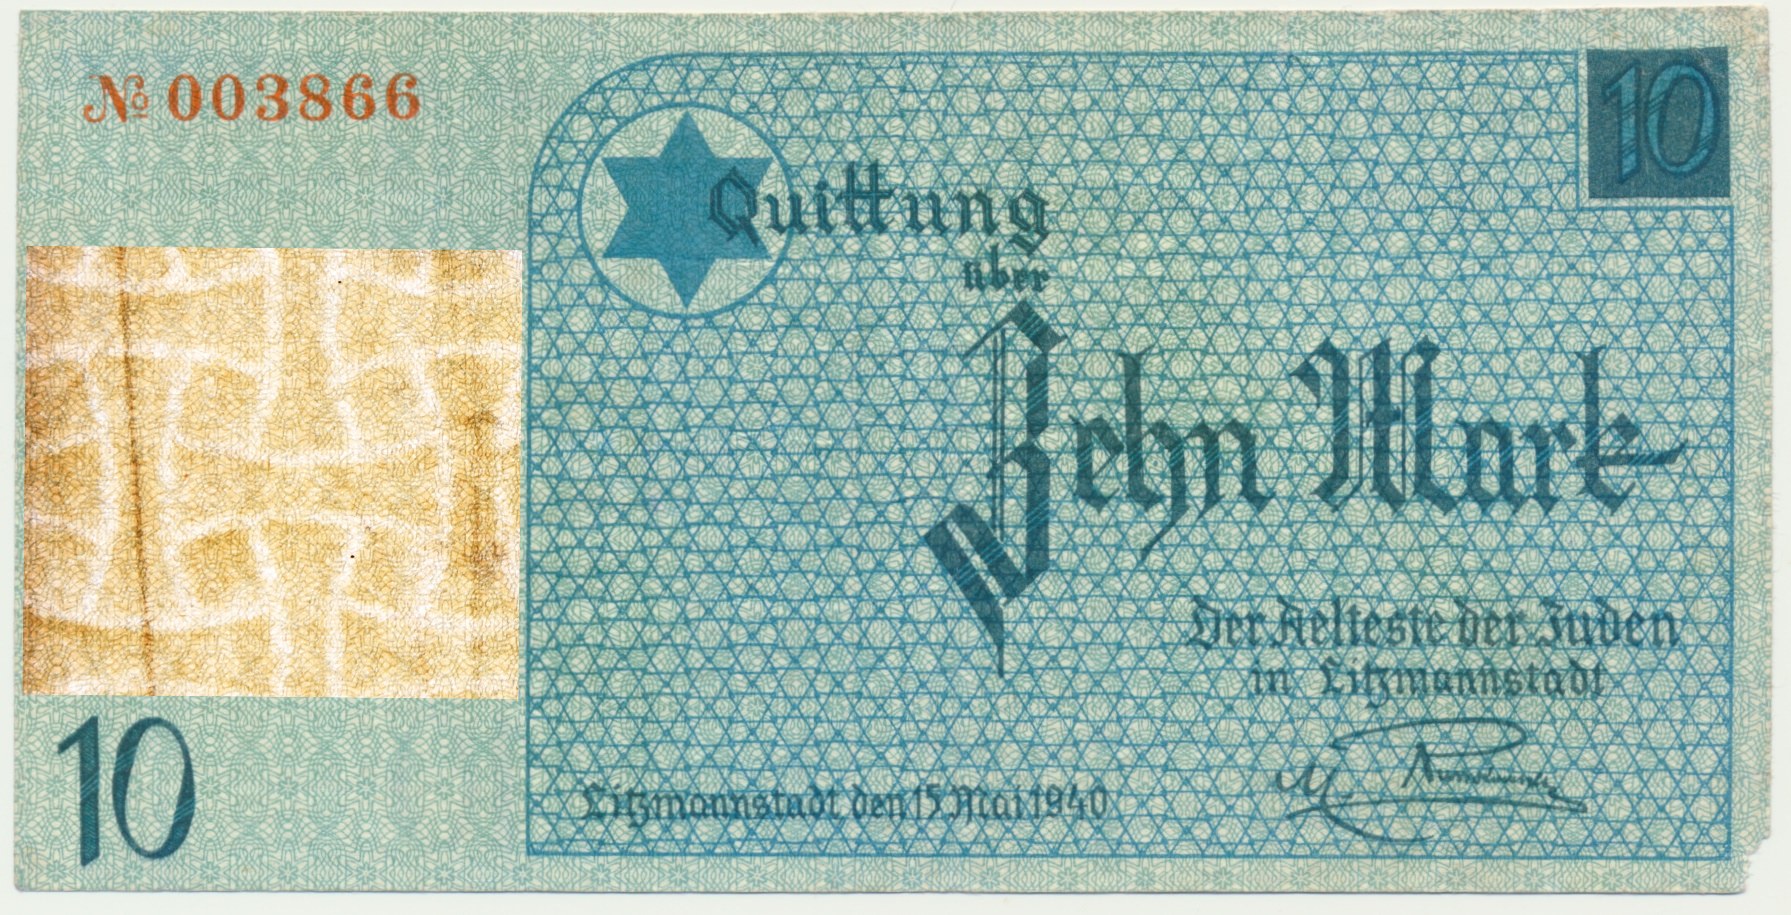 № 003866
10
Quittung
über
Zehn Mark
Der Aelteste der Juden
in Litzmannstadt
10
Litzmannstadt den 15. Mai 1940